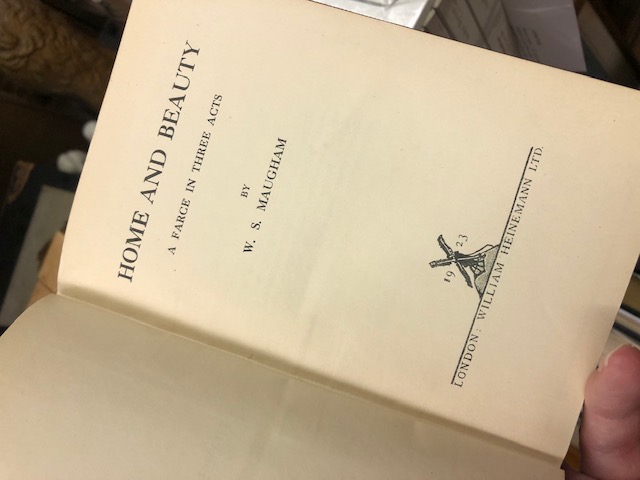 HOME AND BEAUTY
A FARCE IN THREE ACTS
BY
W. S. MAUGHAM
19 23
LONDON: WILLIAM HEINEMANN LTD.